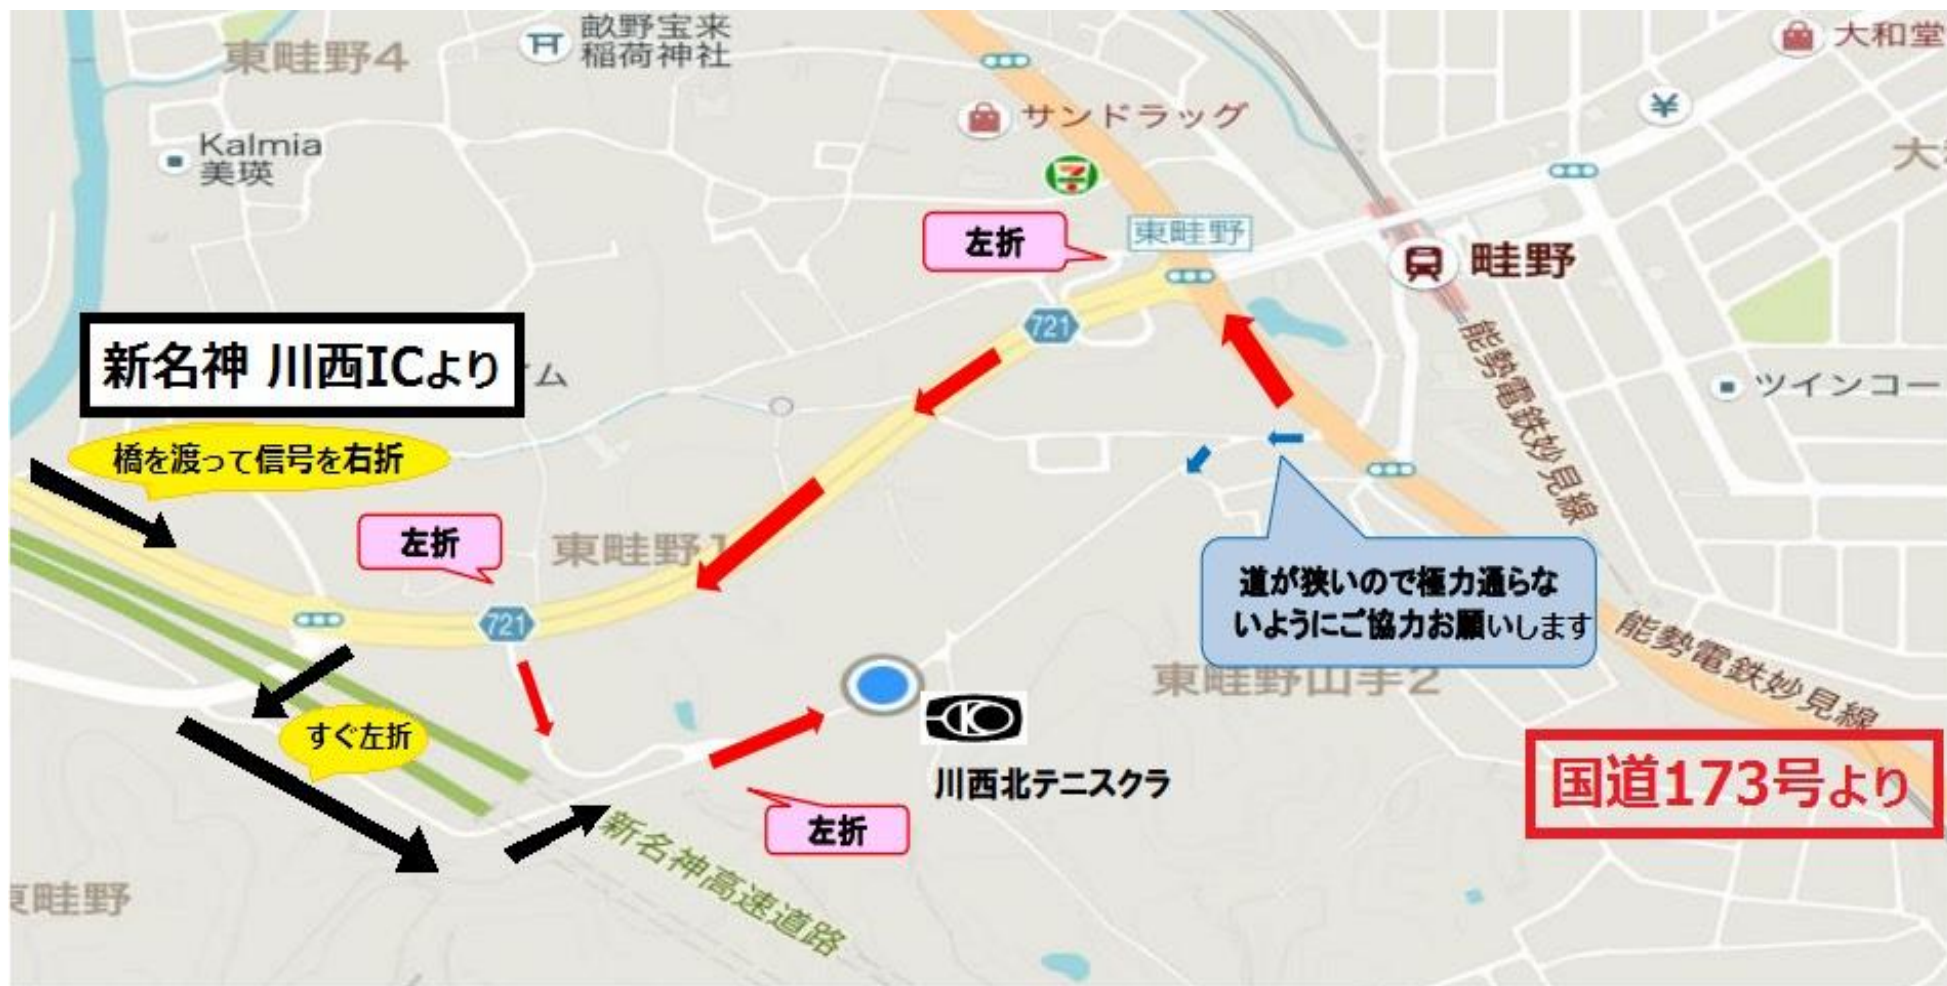 東畦野4
畝野宝来
稲荷神社
大和堂
サンドラッグ
¥
Kalmia
美瑛
大
7
左折
東畦野
畦野
721
新名神 川西ICより
ム
能勢電鉄妙見線
ツインコー
橋を渡って信号を右折
左折
東畦野1
721
道が狭いので極力通らな
いようにご協力お願いします
能勢電鉄妙見線
東畦野山手2
すぐ左折
川西北テニスクラ
国道173号より
左折
新名神高速道路
東畦野